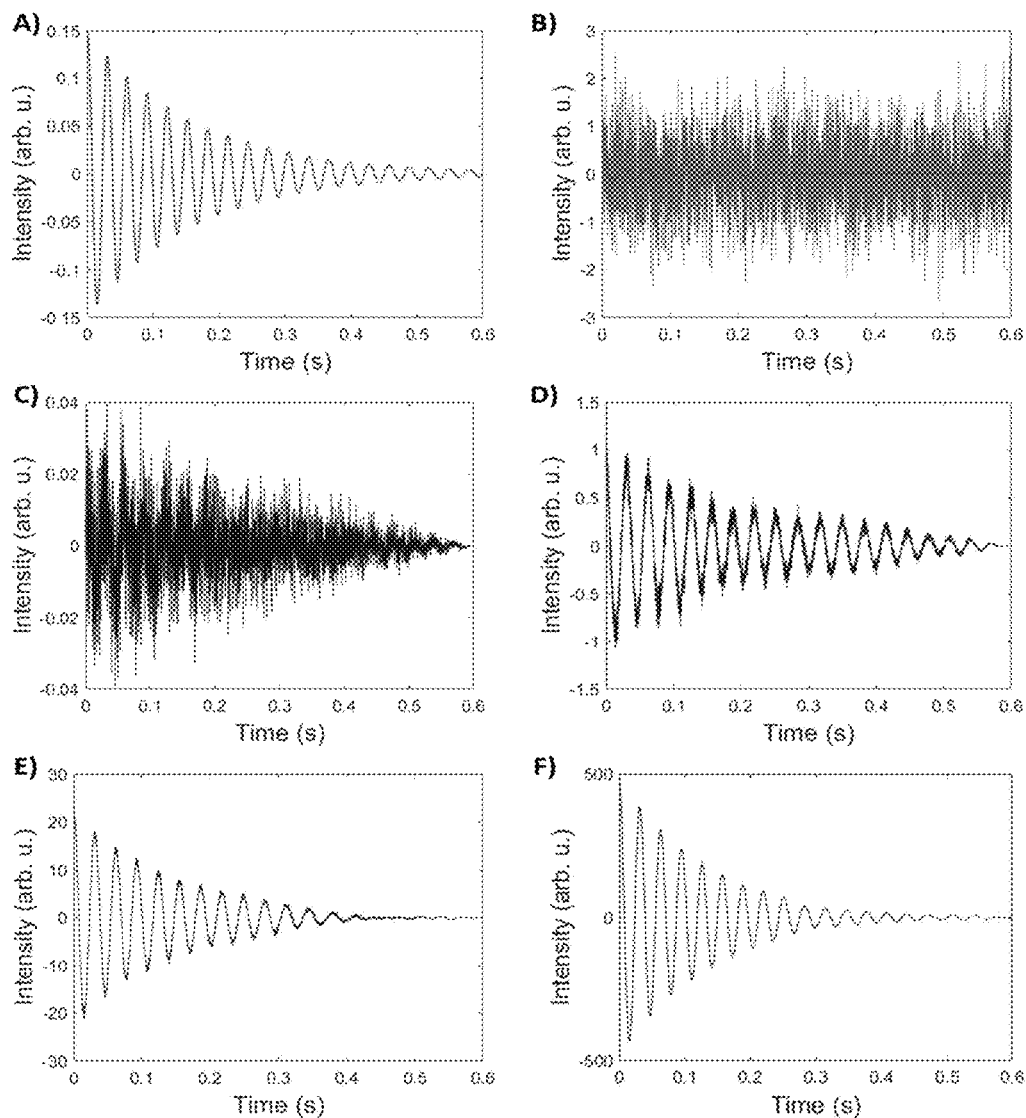 A)
0.15
0.1
0.05
0
-0.05
-0.1
-0.15
Intensity (arb. u.)
0 0.1 0.2 0.3 0.4 0.5 0.6
Time (s)
B)
3
2
1
0
-1
-2
-3
Intensity (arb. u.)
0 0.1 0.2 0.3 0.4 0.5 0.6
Time (s)
C)
0.04
0.02
0
-0.02
-0.04
Intensity (arb. u.)
0 0.1 0.2 0.3 0.4 0.5 0.6
Time (s)
D)
1.5
1
0.5
0
-0.5
-1
-1.5
Intensity (arb. u.)
0 0.1 0.2 0.3 0.4 0.5 0.6
Time (s)
E)
30
20
10
0
-10
-20
-30
Intensity (arb. u.)
0 0.1 0.2 0.3 0.4 0.5 0.6
Time (s)
F)
500
0
-500
Intensity (arb. u.)
0 0.1 0.2 0.3 0.4 0.5 0.6
Time (s)